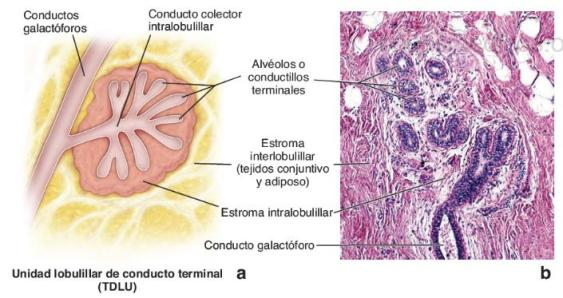 Conductos
galactóforos
Conducto colector
intralobulillar
Alvéolos o
conductillos
terminales
Estroma
interlobulillar
(tejidos conjuntivo
y adiposo)
Estroma intralobulillar
Conducto galactóforo
Unidad lobulillar de conducto terminal
(TDLU)
a
b